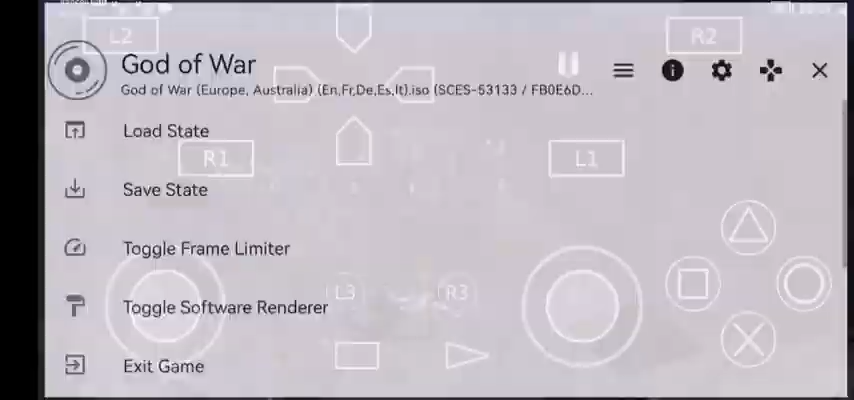 L2
R2
God of War
God of War (Europe, Australia) (En,Fr,De,Es,It).iso (SCES-53133 / FB0E6D...
Load State
R1
L1
Save State
Toggle Frame Limiter
L3
R3
Toggle Software Renderer
Exit Game